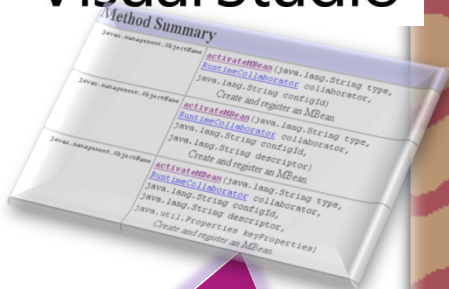 Visual Studio
Method Summary
javax.management.ObjectName
activateMBean(java.lang.String type,
RuntimeCollaborator collaborator,
java.lang.String configId)
Create and register an MBean.
javax.management.ObjectName
activateMBean(java.lang.String type,
RuntimeCollaborator collaborator,
java.lang.String configId,
java.lang.String descriptor)
Create and register an MBean.
javax.management.ObjectName
activateMBean(java.lang.String type,
RuntimeCollaborator collaborator,
java.lang.String configId,
java.lang.String descriptor,
java.util.Properties keyProperties)
Create and register an MBean.